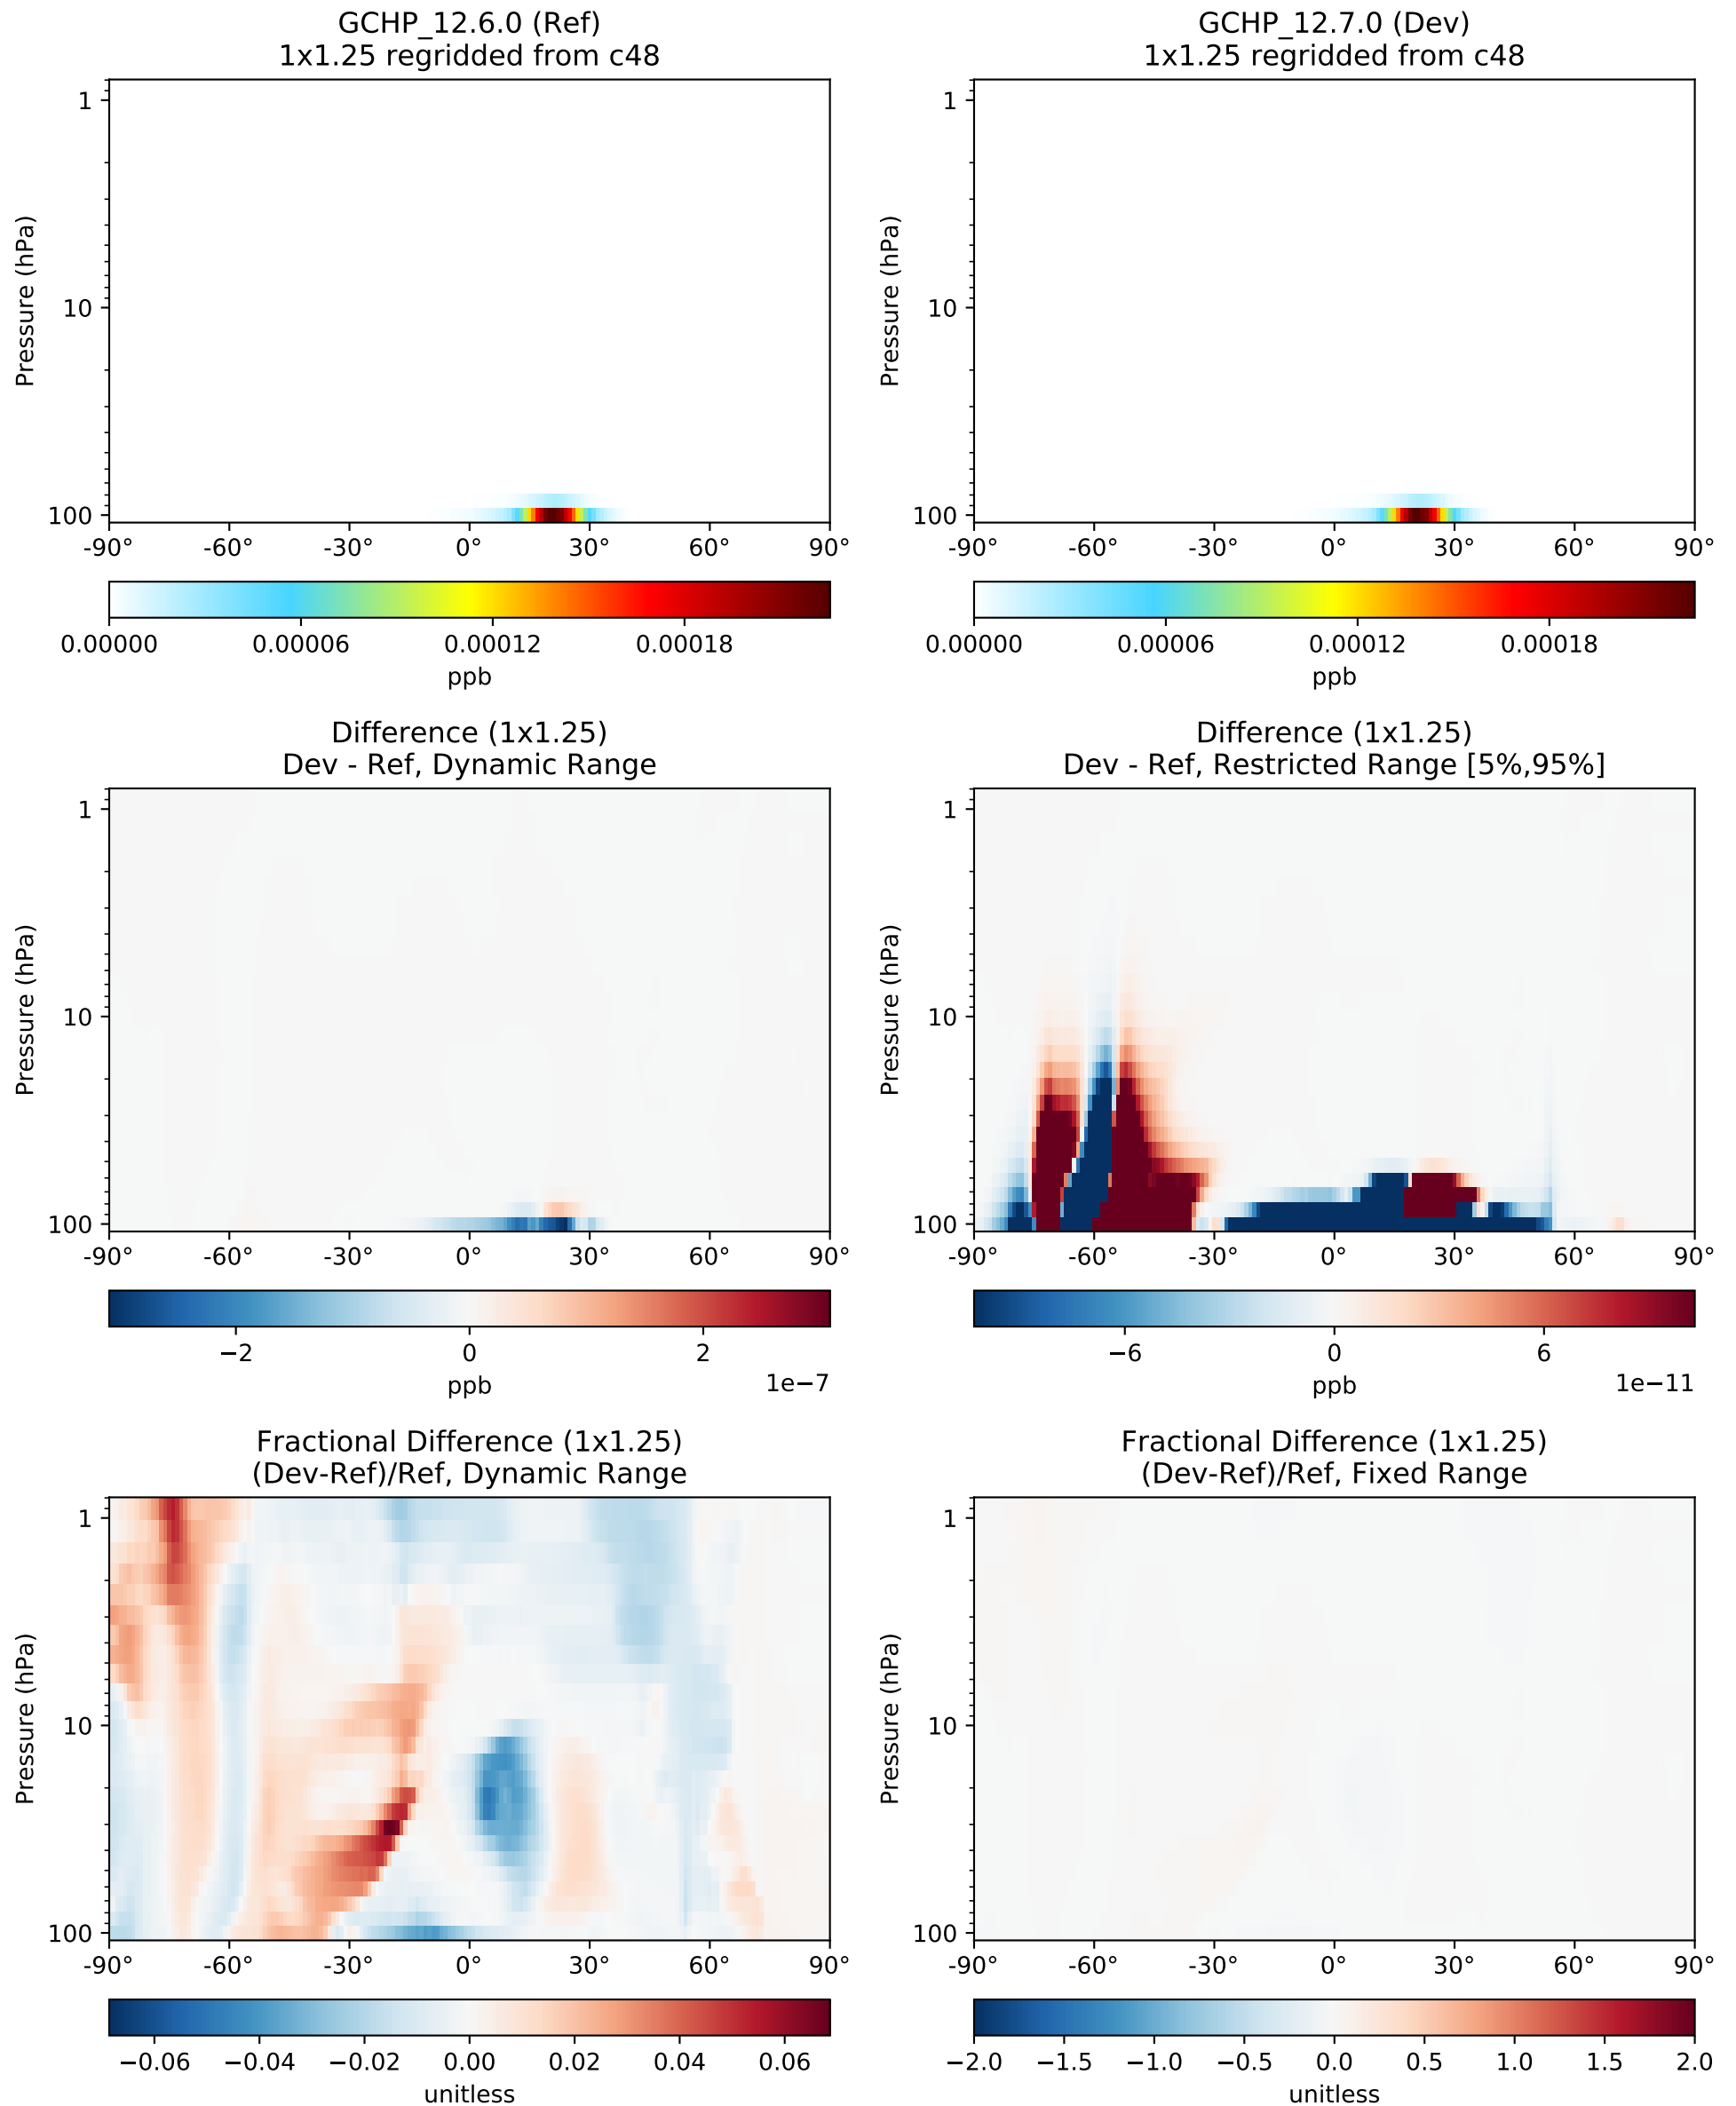 GCHP_12.6.0 (Ref)
1x1.25 regridded from c48
GCHP_12.7.0 (Dev)
1x1.25 regridded from c48
Pressure (hPa)
1
10
100
-90° -60° -30° 0° 30° 60° 90°
0.00000 0.00006 0.00012 0.00018
ppb
Pressure (hPa)
1
10
100
-90° -60° -30° 0° 30° 60° 90°
0.00000 0.00006 0.00012 0.00018
ppb
Difference (1x1.25)
Dev - Ref, Dynamic Range
Difference (1x1.25)
Dev - Ref, Restricted Range [5%,95%]
Pressure (hPa)
1
10
100
-90° -60° -30° 0° 30° 60° 90°
−2 0 2
ppb
1e−7
Pressure (hPa)
1
10
100
-90° -60° -30° 0° 30° 60° 90°
−6 0 6
ppb
1e−11
Fractional Difference (1x1.25)
(Dev-Ref)/Ref, Dynamic Range
Fractional Difference (1x1.25)
(Dev-Ref)/Ref, Fixed Range
Pressure (hPa)
1
10
100
-90° -60° -30° 0° 30° 60° 90°
−0.06 −0.04 −0.02 0.00 0.02 0.04 0.06
unitless
Pressure (hPa)
1
10
100
-90° -60° -30° 0° 30° 60° 90°
−2.0 −1.5 −1.0 −0.5 0.0 0.5 1.0 1.5 2.0
unitless